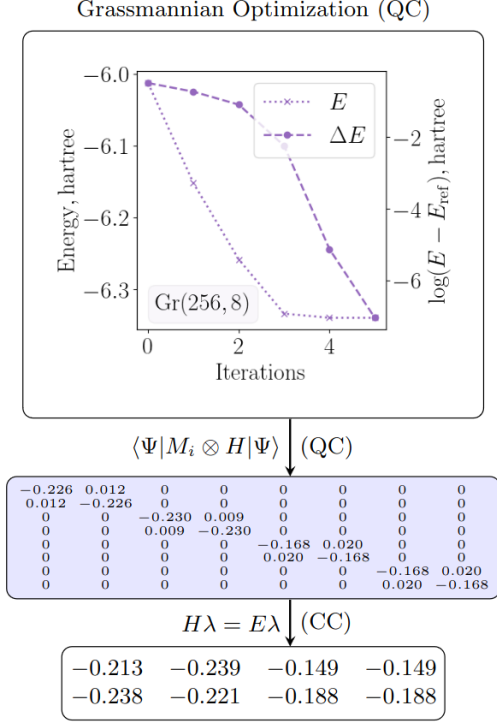 Grassmannian Optimization (QC)
−6.0
−6.1
−6.2
−6.3
Energy, hartree
E
ΔE
Gr(256, 8)
−2
−4
−6
log(E − E_ref), hartree
0 2 4
Iterations
⟨Ψ|M_i ⊗ H|Ψ⟩ (QC)
−0.226 0.012 0 0 0 0 0 0
0.012 −0.226 0 0 0 0 0 0
0 0 −0.230 0.009 0 0 0 0
0 0 0.009 −0.230 0 0 0 0
0 0 0 0 −0.168 0.020 0 0
0 0 0 0 0.020 −0.168 0 0
0 0 0 0 0 0 −0.168 0.020
0 0 0 0 0 0 0.020 −0.168
Hλ = Eλ (CC)
−0.213 −0.239 −0.149 −0.149
−0.238 −0.221 −0.188 −0.188